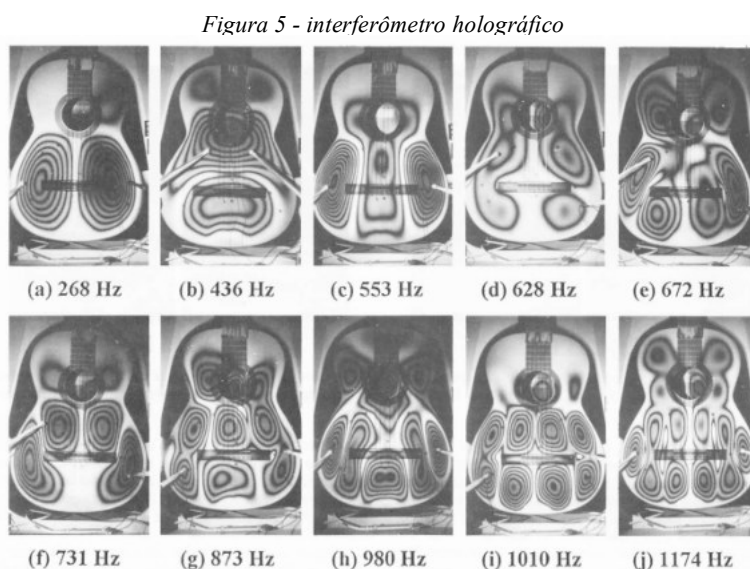 Figura 5 - interferômetro holográfico
(a) 268 Hz (b) 436 Hz (c) 553 Hz (d) 628 Hz (e) 672 Hz
(f) 731 Hz (g) 873 Hz (h) 980 Hz (i) 1010 Hz (j) 1174 Hz